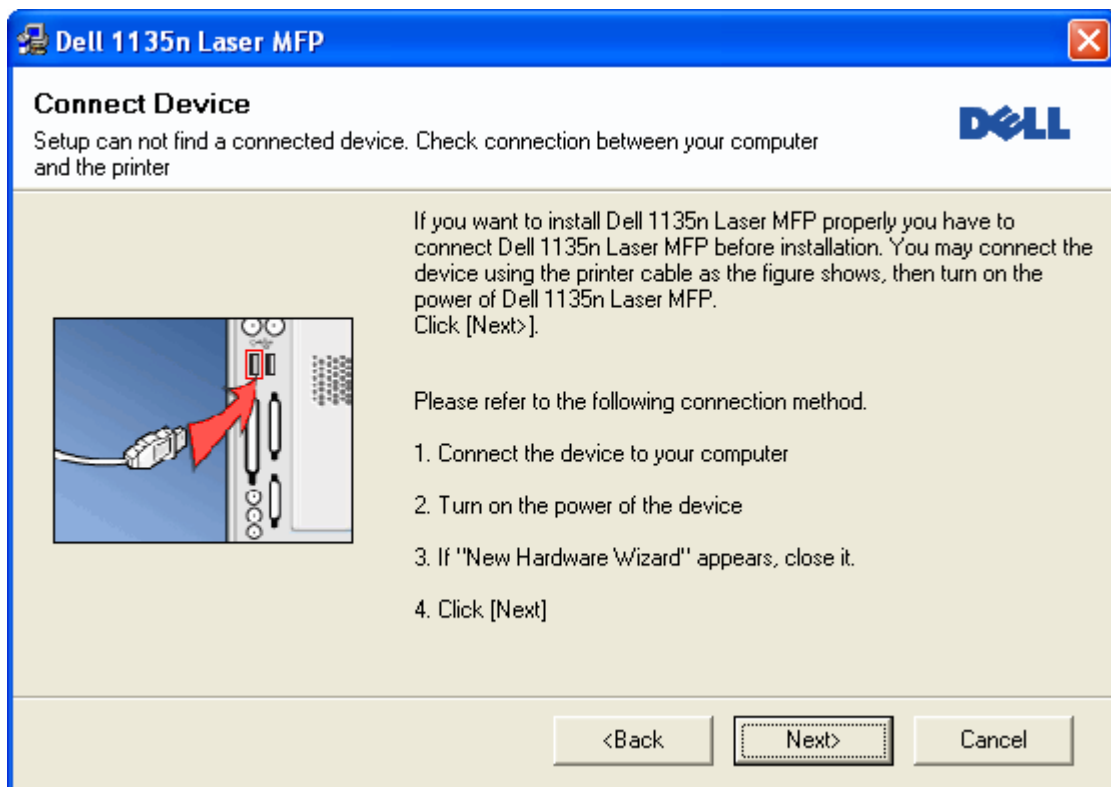 Dell 1135n Laser MFP
Connect Device
DELL
Setup can not find a connected device. Check connection between your computer
and the printer
If you want to install Dell 1135n Laser MFP properly you have to
connect Dell 1135n Laser MFP before installation. You may connect the
device using the printer cable as the figure shows, then turn on the
power of Dell 1135n Laser MFP.
Click [Next>].
Please refer to the following connection method.
1. Connect the device to your computer
2. Turn on the power of the device
3. If "New Hardware Wizard" appears, close it.
4. Click [Next]
<Back
Next>
Cancel